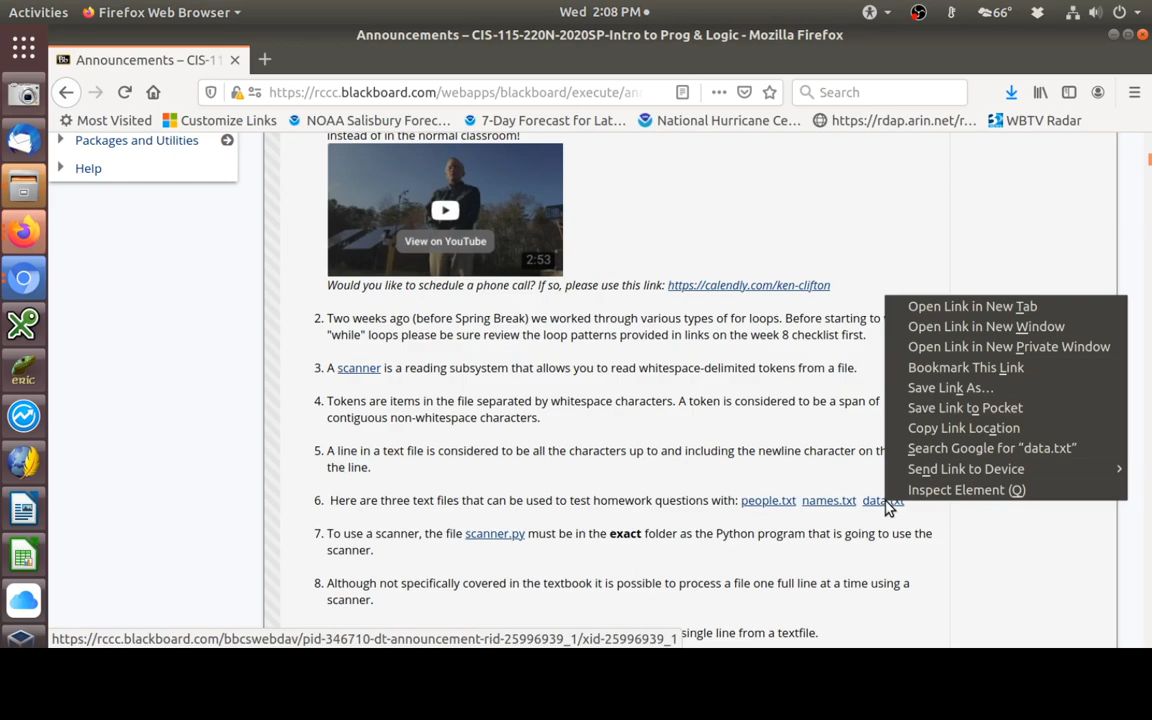 Activities
Firefox Web Browser
Wed 2:08 PM
66°
Announcements – CIS-115-220N-2020SP-Intro to Prog & Logic - Mozilla Firefox
Bb
Announcements – CIS-11
https://rccc.blackboard.com/webapps/blackboard/execute/an
Search
Most Visited
Customize Links
NOAA Salisbury Forec…
7-Day Forecast for Lat…
National Hurricane Ce…
https://rdap.arin.net/r…
WBTV Radar
Packages and Utilities
Help
instead of in the normal classroom!
View on YouTube
2:53
Would you like to schedule a phone call? If so, please use this link: https://calendly.com/ken-clifton
2. Two weeks ago (before Spring Break) we worked through various types of for loops. Before starting to
"while" loops please be sure review the loop patterns provided in links on the week 8 checklist first.
3. A scanner is a reading subsystem that allows you to read whitespace-delimited tokens from a file.
4. Tokens are items in the file separated by whitespace characters. A token is considered to be a span of
contiguous non-whitespace characters.
5. A line in a text file is considered to be all the characters up to and including the newline character on
the line.
6. Here are three text files that can be used to test homework questions with: people.txt names.txt data.txt
7. To use a scanner, the file scanner.py must be in the exact folder as the Python program that is going to use the
scanner.
8. Although not specifically covered in the textbook it is possible to process a file one full line at a time using a
scanner.
single line from a textfile.
Open Link in New Tab
Open Link in New Window
Open Link in New Private Window
Bookmark This Link
Save Link As…
Save Link to Pocket
Copy Link Location
Search Google for "data.txt"
Send Link to Device
Inspect Element (Q)
https://rccc.blackboard.com/bbcswebdav/pid-346710-dt-announcement-rid-25996939_1/xid-25996939_1
eric